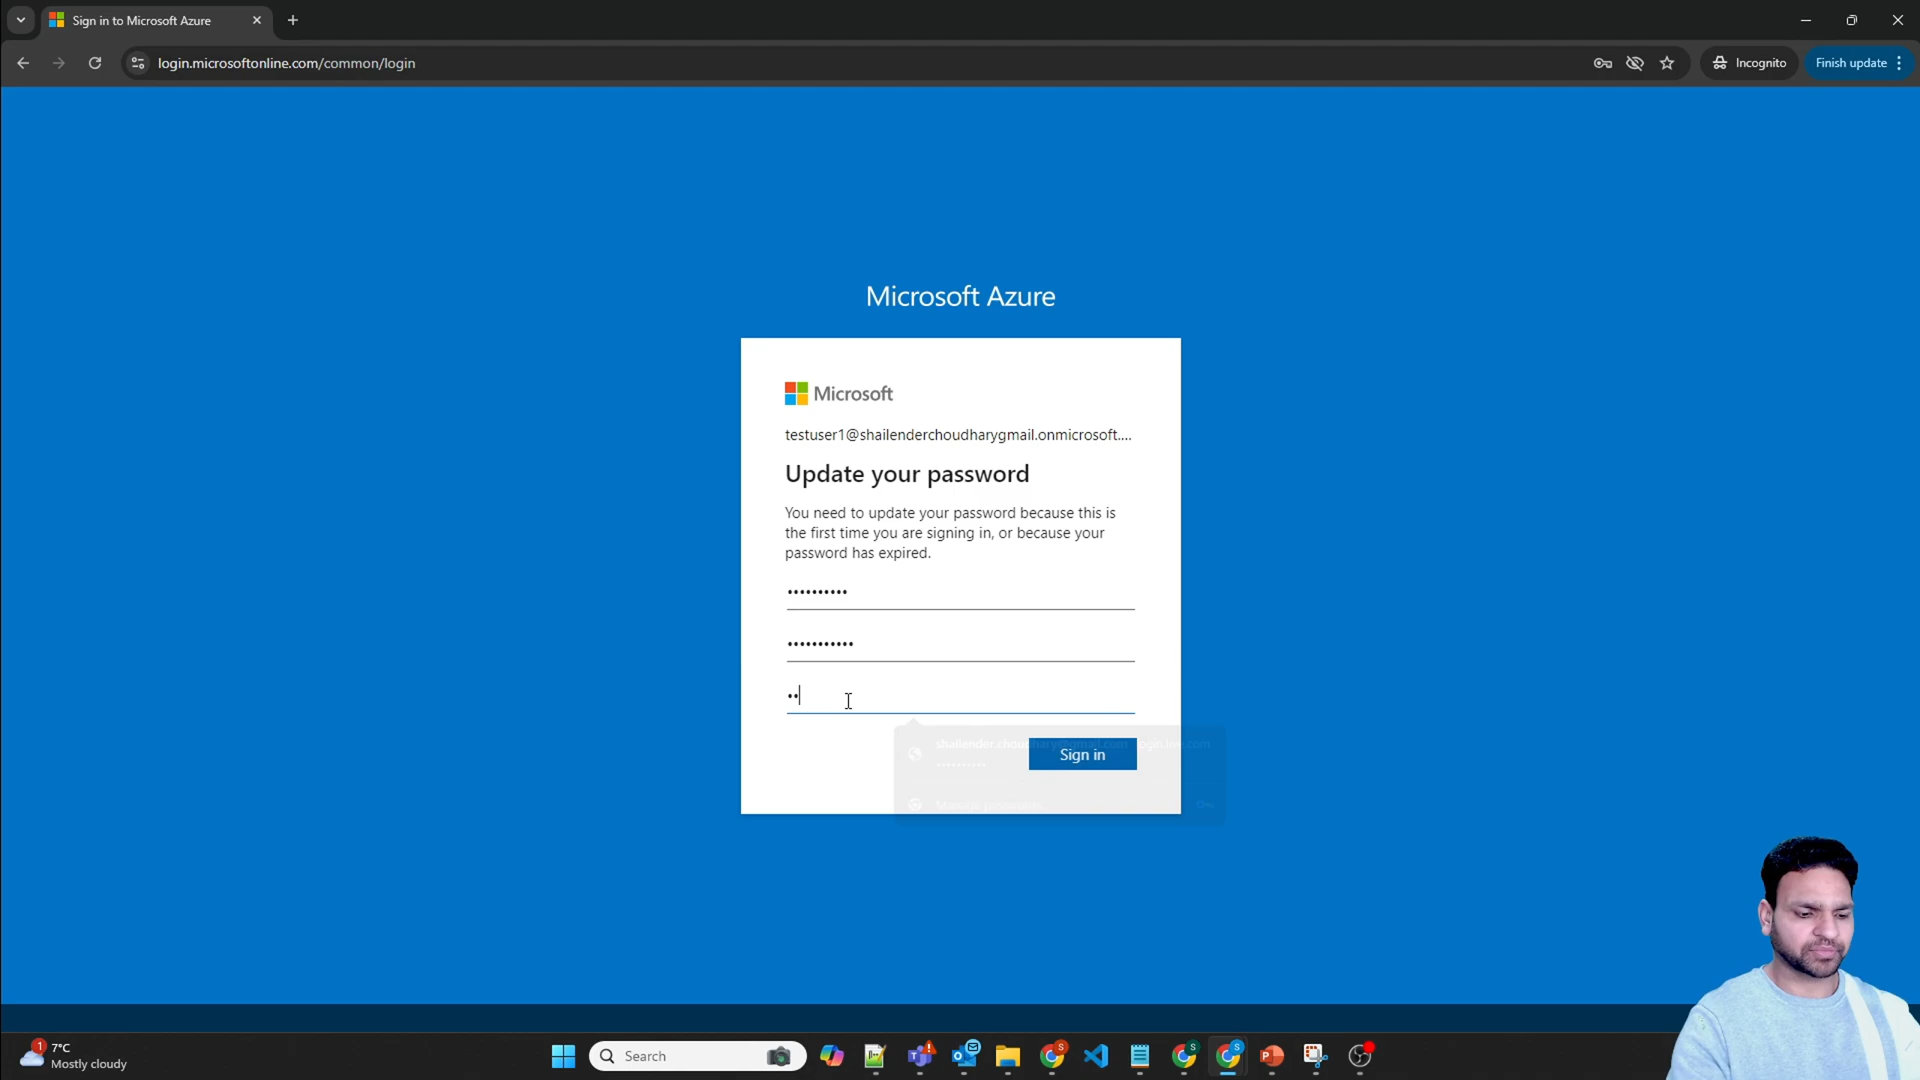 Sign in to Microsoft Azure
login.microsoftonline.com/common/login
Incognito
Finish update
Microsoft Azure
Microsoft
testuser1@shailenderchoudharygmail.onmicrosoft....
Update your password
You need to update your password because this is
the first time you are signing in, or because your
password has expired.
••••••••••
•••••••••••
••
Sign in
1
7°C
Mostly cloudy
Search